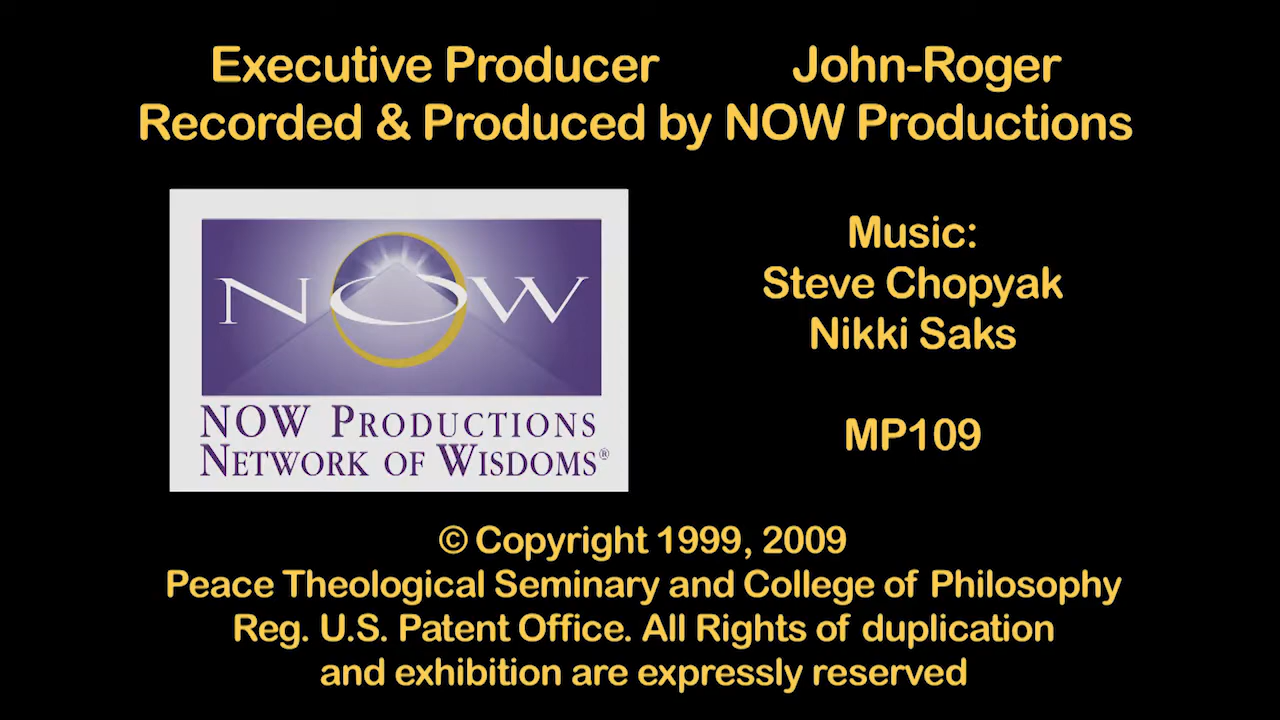 Executive Producer John-Roger
Recorded & Produced by NOW Productions
NOW
NOW Productions
Network of Wisdoms®
Music:
Steve Chopyak
Nikki Saks
MP109
© Copyright 1999, 2009
Peace Theological Seminary and College of Philosophy
Reg. U.S. Patent Office. All Rights of duplication
and exhibition are expressly reserved